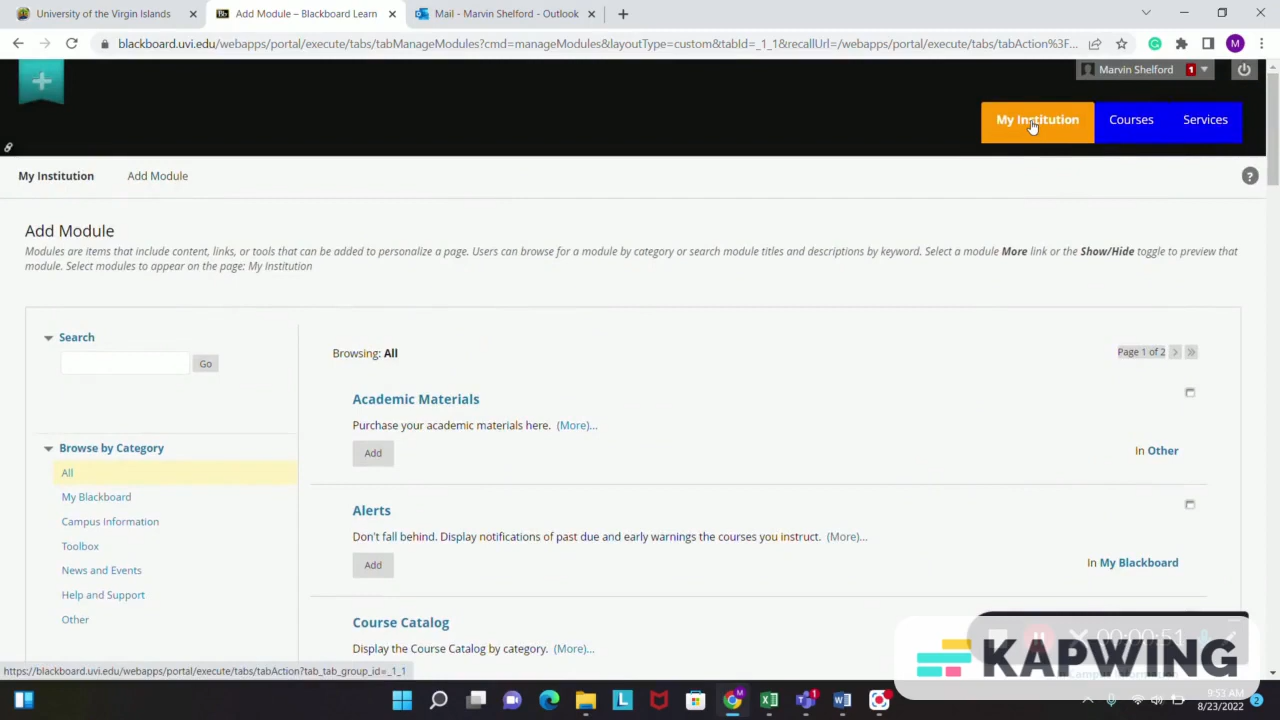 University of the Virgin Islands
Add Module – Blackboard Learn
Mail - Marvin Shelford - Outlook
blackboard.uvi.edu/webapps/portal/execute/tabs/tabManageModules?cmd=manageModules&layoutType=custom&tabId=_1_1&recallUrl=/webapps/portal/execute/tabs/tabAction%3F...
M
Marvin Shelford
1
My Institution
Courses
Services
My Institution
Add Module
?
Add Module
Modules are items that include content, links, or tools that can be added to personalize a page. Users can browse for a module by category or search module titles and descriptions by keyword. Select a module More link or the Show/Hide toggle to preview that
module. Select modules to appear on the page: My Institution
Search
Go
Browsing: All
Page 1 of 2
Academic Materials
Purchase your academic materials here. (More)...
Add
In Other
Browse by Category
All
My Blackboard
Campus Information
Toolbox
News and Events
Help and Support
Other
Alerts
Don't fall behind. Display notifications of past due and early warnings the courses you instruct. (More)...
Add
In My Blackboard
Course Catalog
Display the Course Catalog by category. (More)...
00:00:51
KAPWING
https://blackboard.uvi.edu/webapps/portal/execute/tabs/tabAction?tab_tab_group_id=_1_1
9:53 AM
8/23/2022
2